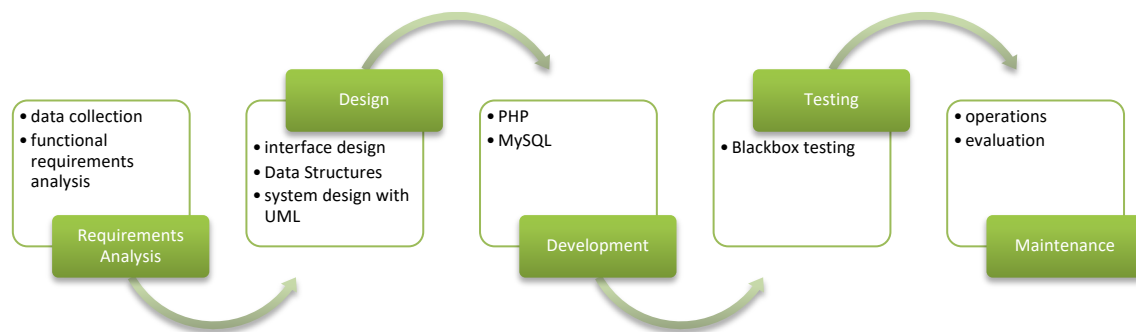 • data collection
• functional
requirements
analysis
Requirements
Analysis
Design
• interface design
• Data Structures
• system design with
UML
• PHP
• MySQL
Development
Testing
• Blackbox testing
• operations
• evaluation
Maintenance